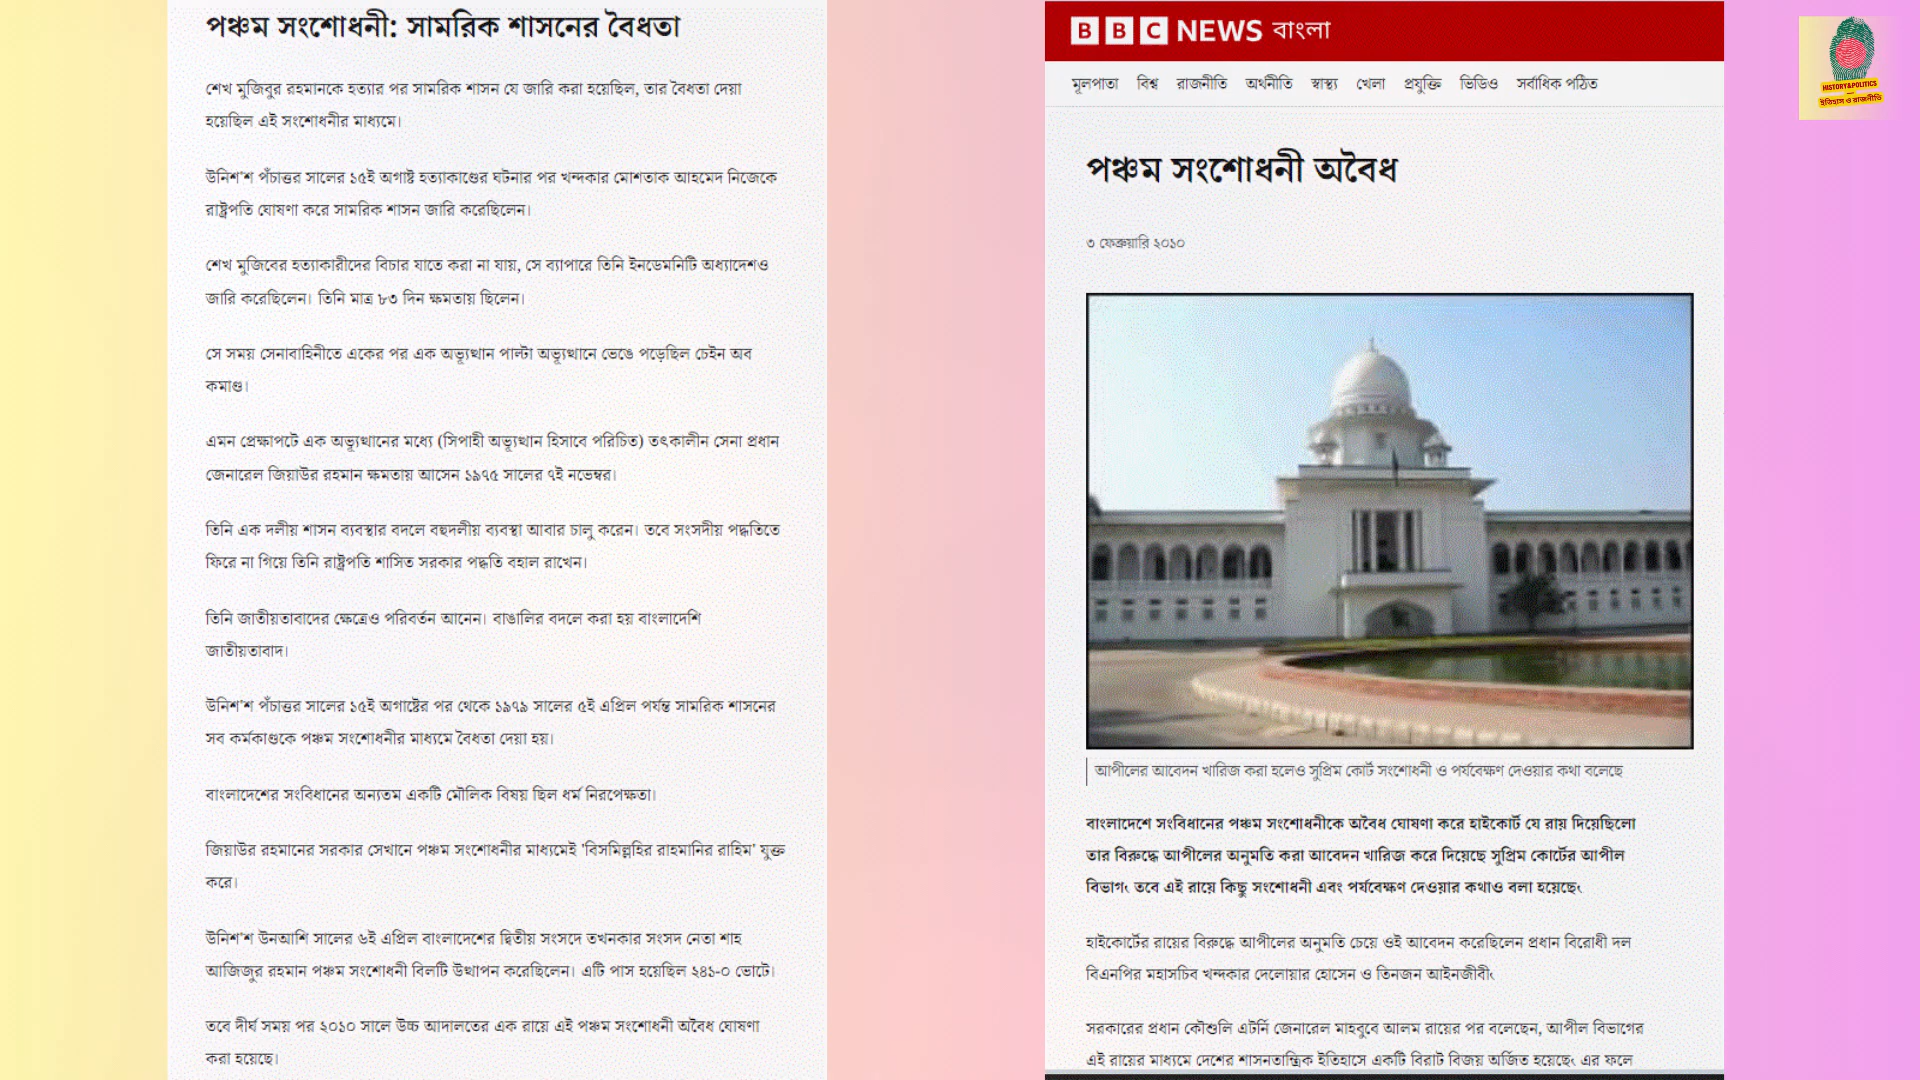 পঞ্চম সংশোধনী: সামরিক শাসনের বৈধতা
শেখ মুজিবুর রহমানকে হত্যার পর সামরিক শাসন যে জারি করা হয়েছিল, তার বৈধতা দেয়া
হয়েছিল এই সংশোধনীর মাধ্যমে।
উনিশ'শ পঁচাত্তর সালের ১৫ই অগাষ্ট হত্যাকাণ্ডের ঘটনার পর খন্দকার মোশতাক আহমেদ নিজেকে
রাষ্ট্রপতি ঘোষণা করে সামরিক শাসন জারি করেছিলেন।
শেখ মুজিবের হত্যাকারীদের বিচার যাতে করা না যায়, সে ব্যাপারে তিনি ইনডেমনিটি অধ্যাদেশও
জারি করেছিলেন। তিনি মাত্র ৮৩ দিন ক্ষমতায় ছিলেন।
সে সময় সেনাবাহিনীতে একের পর এক অভ্যূত্থান পাল্টা অভ্যূত্থানে ভেঙে পড়েছিল চেইন অব
কমাণ্ড।
এমন প্রেক্ষাপটে এক অভ্যূত্থানের মধ্যে (সিপাহী অভ্যূত্থান হিসাবে পরিচিত) তৎকালীন সেনা প্রধান
জেনারেল জিয়াউর রহমান ক্ষমতায় আসেন ১৯৭৫ সালের ৭ই নভেম্বর।
তিনি এক দলীয় শাসন ব্যবস্থার বদলে বহুদলীয় ব্যবস্থা আবার চালু করেন। তবে সংসদীয় পদ্ধতিতে
ফিরে না গিয়ে তিনি রাষ্ট্রপতি শাসিত সরকার পদ্ধতি বহাল রাখেন।
তিনি জাতীয়তাবাদের ক্ষেত্রেও পরিবর্তন আনেন। বাঙালির বদলে করা হয় বাংলাদেশি
জাতীয়তাবাদ।
উনিশ'শ পঁচাত্তর সালের ১৫ই অগাষ্টের পর থেকে ১৯৭৯ সালের ৫ই এপ্রিল পর্যন্ত সামরিক শাসনের
সব কর্মকাণ্ডকে পঞ্চম সংশোধনীর মাধ্যমে বৈধতা দেয়া হয়।
বাংলাদেশের সংবিধানের অন্যতম একটি মৌলিক বিষয় ছিল ধর্ম নিরপেক্ষতা।
জিয়াউর রহমানের সরকার সেখানে পঞ্চম সংশোধনীর মাধ্যমেই 'বিসমিল্লহির রাহমানির রাহিম' যুক্ত
করে।
উনিশ'শ উনআশি সালের ৬ই এপ্রিল বাংলাদেশের দ্বিতীয় সংসদে তখনকার সংসদ নেতা শাহ
আজিজুর রহমান পঞ্চম সংশোধনী বিলটি উত্থাপন করেছিলেন। এটি পাস হয়েছিল ২৪১-০ ভোটে।
তবে দীর্ঘ সময় পর ২০১০ সালে উচ্চ আদালতের এক রায়ে এই পঞ্চম সংশোধনী অবৈধ ঘোষণা
করা হয়েছে।
BBC NEWS বাংলা
মূলপাতা বিশ্ব রাজনীতি অর্থনীতি স্বাস্থ্য খেলা প্রযুক্তি ভিডিও সর্বাধিক পঠিত
পঞ্চম সংশোধনী অবৈধ
৩ ফেব্রুয়ারি ২০১০
আপীলের আবেদন খারিজ করা হলেও সুপ্রিম কোর্ট সংশোধনী ও পর্যবেক্ষণ দেওয়ার কথা বলেছে
বাংলাদেশে সংবিধানের পঞ্চম সংশোধনীকে অবৈধ ঘোষণা করে হাইকোর্ট যে রায় দিয়েছিলো
তার বিরুদ্ধে আপীলের অনুমতি করা আবেদন খারিজ করে দিয়েছে সুপ্রিম কোর্টের আপীল
বিভাগ৻ তবে এই রায়ে কিছু সংশোধনী এবং পর্যবেক্ষণ দেওয়ার কথাও বলা হয়েছে৻
হাইকোর্টের রায়ের বিরুদ্ধে আপীলের অনুমতি চেয়ে ওই আবেদন করেছিলেন প্রধান বিরোধী দল
বিএনপির মহাসচিব খন্দকার দেলোয়ার হোসেন ও তিনজন আইনজীবী৻
সরকারের প্রধান কৌশুলি এটর্নি জেনারেল মাহবুবে আলম রায়ের পর বলেছেন, আপীল বিভাগের
এই রায়ের মাধ্যমে দেশের শাসনতান্ত্রিক ইতিহাসে একটি বিরাট বিজয় অর্জিত হয়েছে৻ এর ফলে
HISTORY&POLITICS
ইতিহাস ও রাজনীতি